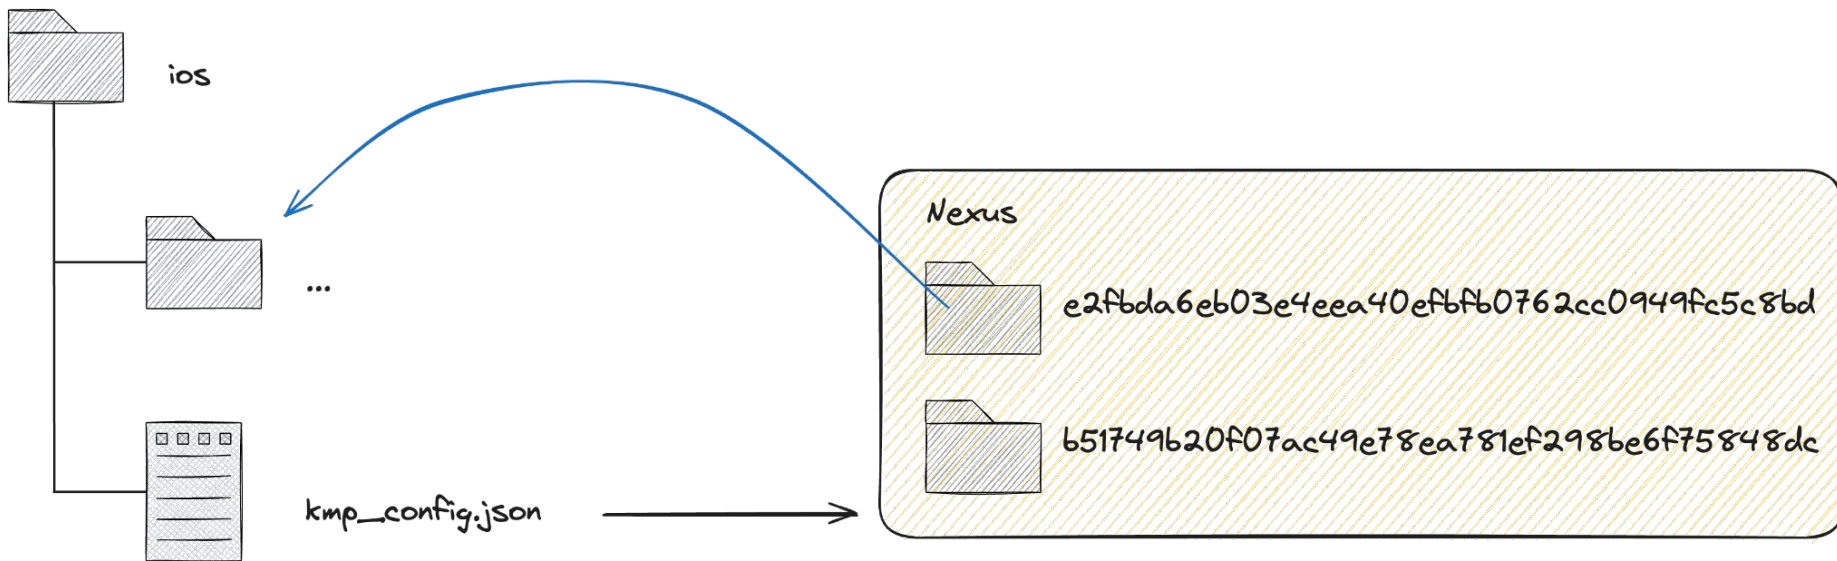 ios
...
Nexus
e2fbda6eb03e4eea40efbfb0762cc0949fc5c8bd
b51749b20f07ac49e78ea781ef298be6f75848dc
kmp_config.json